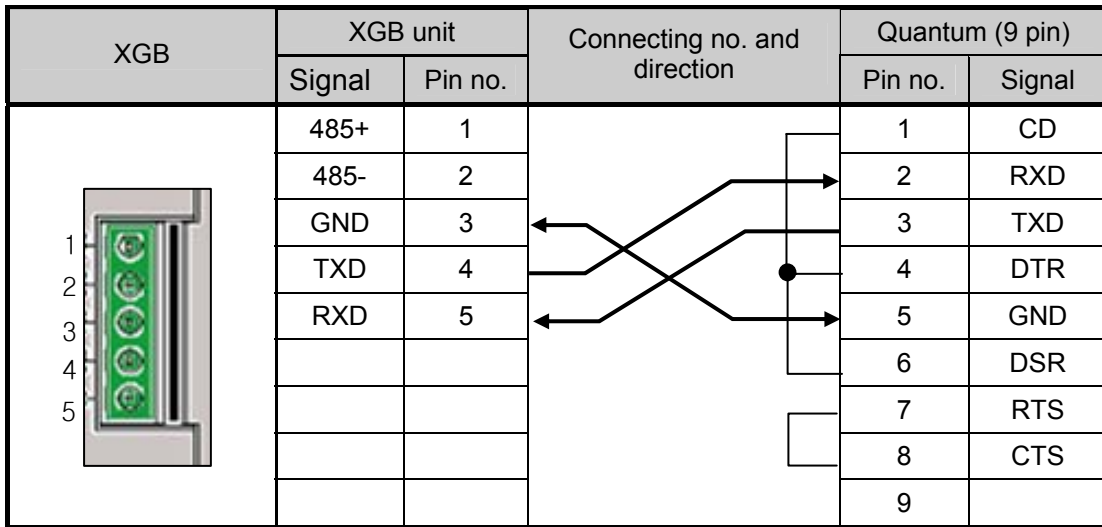 XGB XGB unit Connecting no. and direction Quantum (9 pin)
Signal Pin no. Pin no. Signal
485+ 1 1 CD
485- 2 2 RXD
GND 3 3 TXD
TXD 4 4 DTR
RXD 5 5 GND
6 DSR
7 RTS
8 CTS
9
1
2
3
4
5